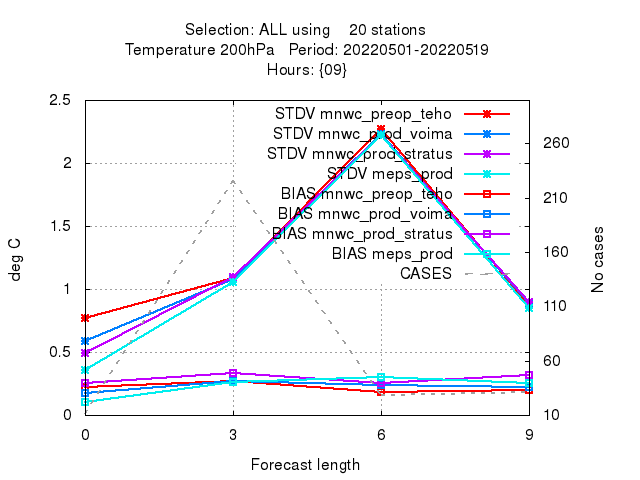 Selection: ALL using 20 stations
Temperature 200hPa Period: 20220501-20220519
Hours: {09}
2.5
2
1.5
1
0.5
0
deg C
STDV mnwc_preop_teho
STDV mnwc_prod_voima
STDV mnwc_prod_stratus
STDV meps_prod
BIAS mnwc_preop_teho
BIAS mnwc_prod_voima
BIAS mnwc_prod_stratus
BIAS meps_prod
CASES
260
210
160
110
60
10
No cases
0 3 6 9
Forecast length